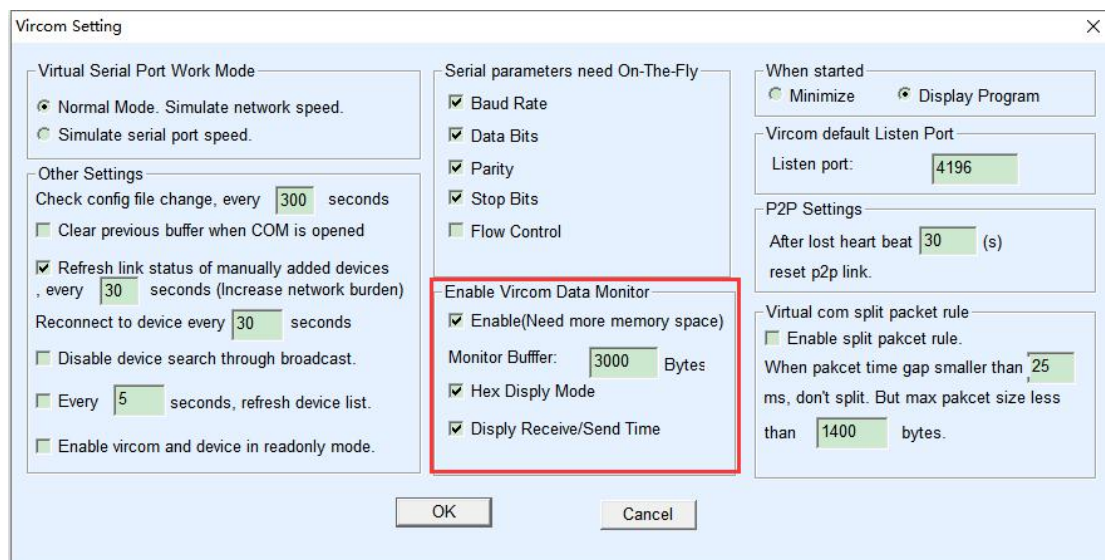 Vircom Setting
Virtual Serial Port Work Mode
Normal Mode. Simulate network speed.
Simulate serial port speed.
Other Settings
Check config file change, every 300 seconds
Clear previous buffer when COM is opened
Refresh link status of manually added devices
, every 30 seconds (Increase network burden)
Reconnect to device every 30 seconds
Disable device search through broadcast.
Every 5 seconds, refresh device list.
Enable vircom and device in readonly mode.
Serial parameters need On-The-Fly
Baud Rate
Data Bits
Parity
Stop Bits
Flow Control
Enable Vircom Data Monitor
Enable(Need more memory space)
Monitor Bufffer: 3000 Bytes
Hex Disply Mode
Disply Receive/Send Time
When started
Minimize Display Program
Vircom default Listen Port
Listen port: 4196
P2P Settings
After lost heart beat 30 (s)
reset p2p link.
Virtual com split packet rule
Enable split pakcet rule.
When pakcet time gap smaller than 25
ms, don't split. But max pakcet size less
than 1400 bytes.
OK Cancel